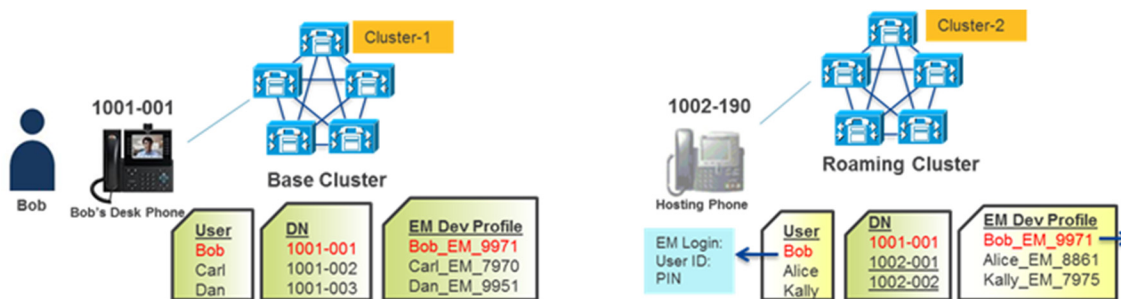 Cluster-1
1001-001
Base Cluster
Bob
Bob's Desk Phone
User
Bob
Carl
Dan
DN
1001-001
1001-002
1001-003
EM Dev Profile
Bob_EM_9971
Carl_EM_7970
Dan_EM_9951
Cluster-2
1002-190
Roaming Cluster
Hosting Phone
EM Login:
User ID:
PIN
User
Bob
Alice
Kally
DN
1001-001
1002-001
1002-002
EM Dev Profile
Bob_EM_9971
Alice_EM_8861
Kally_EM_7975